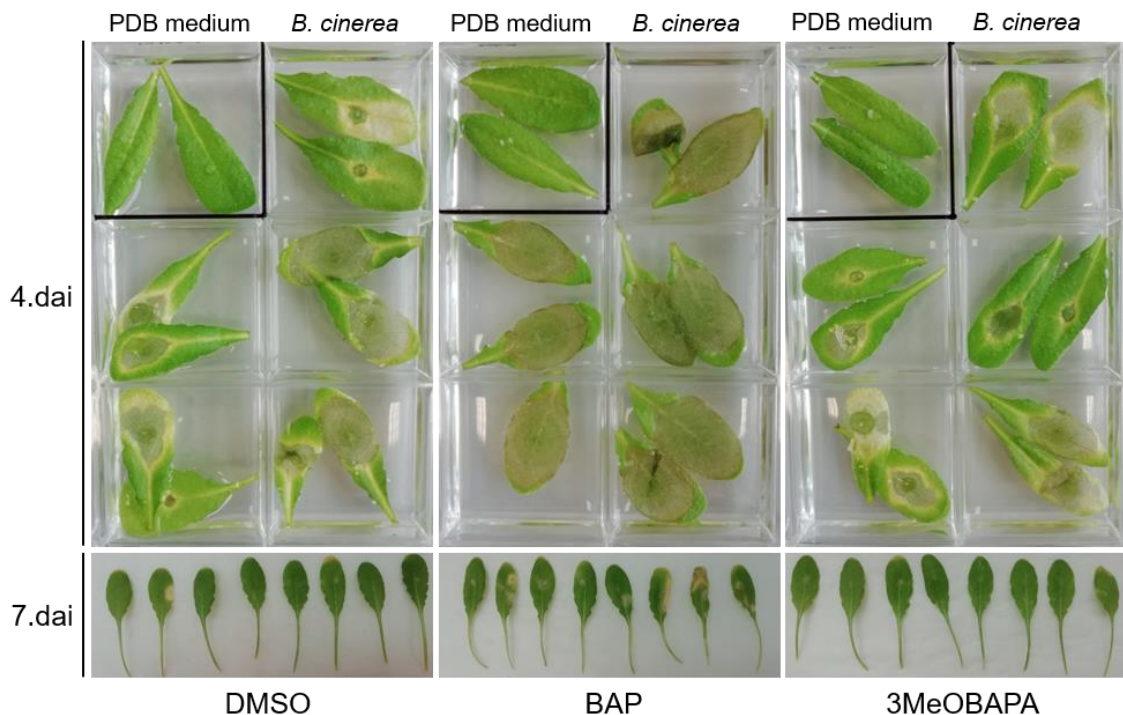 PDB medium B. cinerea PDB medium B. cinerea PDB medium B. cinerea
4.dai
7.dai
DMSO BAP 3MeOBAPA